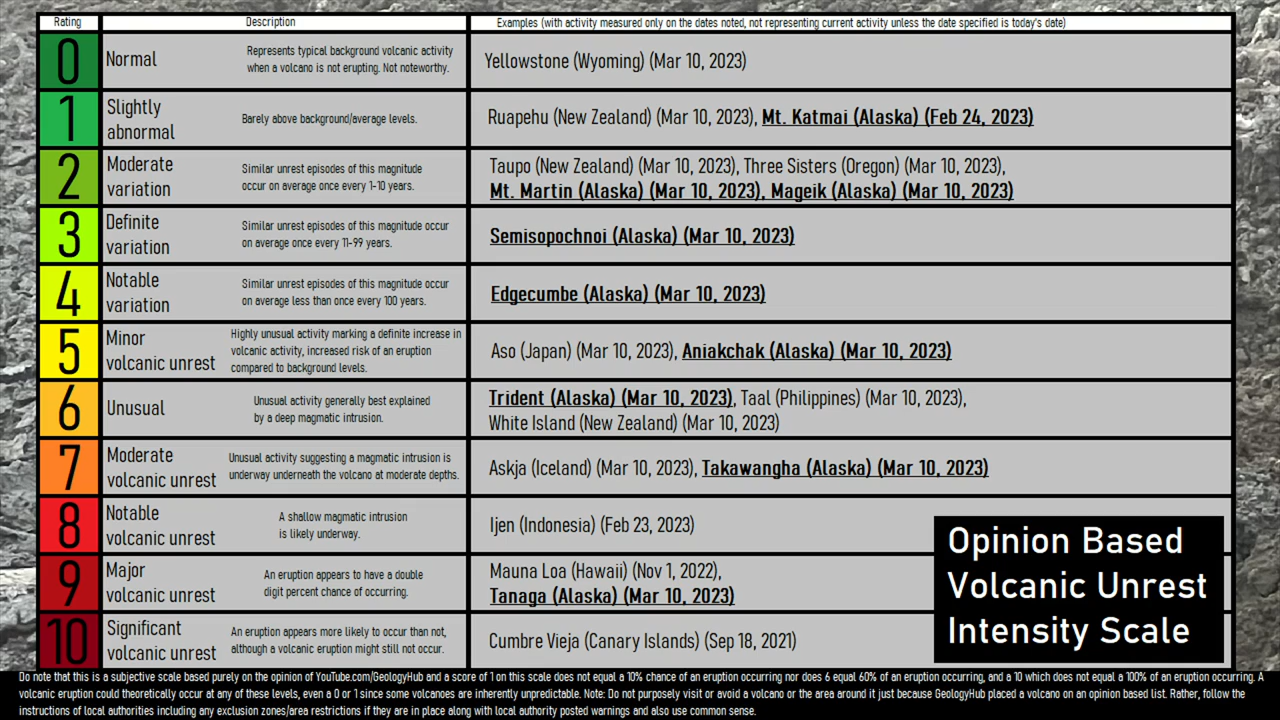 Rating Description Examples (with activity measured only on the dates noted, not representing current activity unless the date specified is today's date)
0 Normal
Represents typical background volcanic activity
when a volcano is not erupting. Not noteworthy.
Yellowstone (Wyoming) (Mar 10, 2023)
1 Slightly
abnormal
Barely above background/average levels.
Ruapehu (New Zealand) (Mar 10, 2023), Mt. Katmai (Alaska) (Feb 24, 2023)
2 Moderate
variation
Similar unrest episodes of this magnitude
occur on average once every 1-10 years.
Taupo (New Zealand) (Mar 10, 2023), Three Sisters (Oregon) (Mar 10, 2023),
Mt. Martin (Alaska) (Mar 10, 2023), Mageik (Alaska) (Mar 10, 2023)
3 Definite
variation
Similar unrest episodes of this magnitude occur
on average once every 11-99 years.
Semisopochnoi (Alaska) (Mar 10, 2023)
4 Notable
variation
Similar unrest episodes of this magnitude occur
on average less than once every 100 years.
Edgecumbe (Alaska) (Mar 10, 2023)
5 Minor
volcanic unrest
Highly unusual activity marking a definite increase in
volcanic activity, increased risk of an eruption
compared to background levels.
Aso (Japan) (Mar 10, 2023), Aniakchak (Alaska) (Mar 10, 2023)
6 Unusual
Unusual activity generally best explained
by a deep magmatic intrusion.
Trident (Alaska) (Mar 10, 2023), Taal (Philippines) (Mar 10, 2023),
White Island (New Zealand) (Mar 10, 2023)
7 Moderate
volcanic unrest
Unusual activity suggesting a magmatic intrusion is
underway underneath the volcano at moderate depths.
Askja (Iceland) (Mar 10, 2023), Takawangha (Alaska) (Mar 10, 2023)
8 Notable
volcanic unrest
A shallow magmatic intrusion
is likely underway.
Ijen (Indonesia) (Feb 23, 2023)
9 Major
volcanic unrest
An eruption appears to have a double
digit percent chance of occurring.
Mauna Loa (Hawaii) (Nov 1, 2022),
Tanaga (Alaska) (Mar 10, 2023)
10 Significant
volcanic unrest
An eruption appears more likely to occur than not,
although a volcanic eruption might still not occur.
Cumbre Vieja (Canary Islands) (Sep 18, 2021)
Opinion Based
Volcanic Unrest
Intensity Scale
Do note that this is a subjective scale based purely on the opinion of YouTube.com/GeologyHub and a score of 1 on this scale does not equal a 10% chance of an eruption occurring nor does 6 equal 60% of an eruption occurring, and a 10 which does not equal a 100% of an eruption occurring. A
volcanic eruption could theoretically occur at any of these levels, even a 0 or 1 since some volcanoes are inherently unpredictable. Note: Do not purposely visit or avoid a volcano or the area around it just because GeologyHub placed a volcano on an opinion based list. Rather, follow the
instructions of local authorities including any exclusion zones/area restrictions if they are in place along with local authority posted warnings and also use common sense.